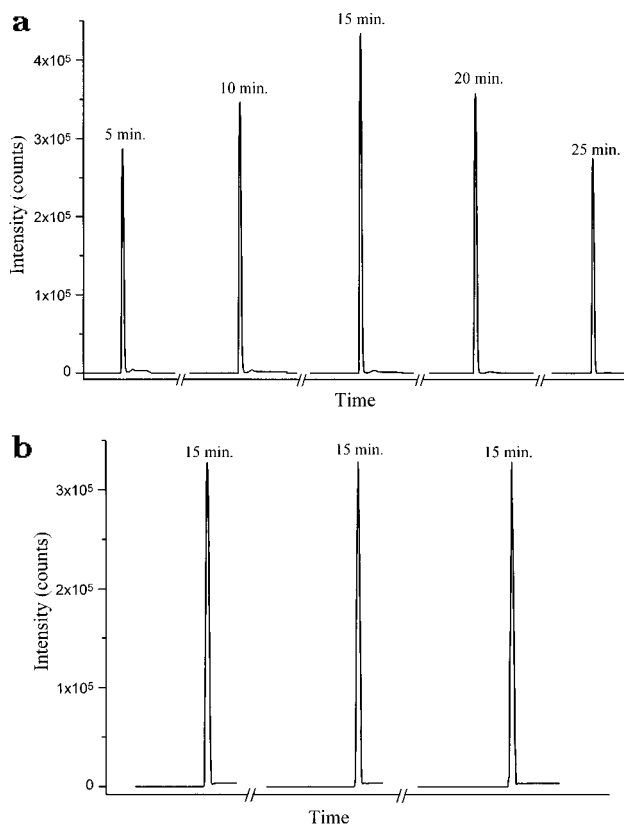 a
15 min.
4x10⁵
20 min.
10 min.
3x10⁵
5 min.
25 min.
Intensity (counts)
2x10⁵
1x10⁵
0
Time
b
15 min.
15 min.
15 min.
3x10⁵
Intensity (counts)
2x10⁵
1x10⁵
0
Time